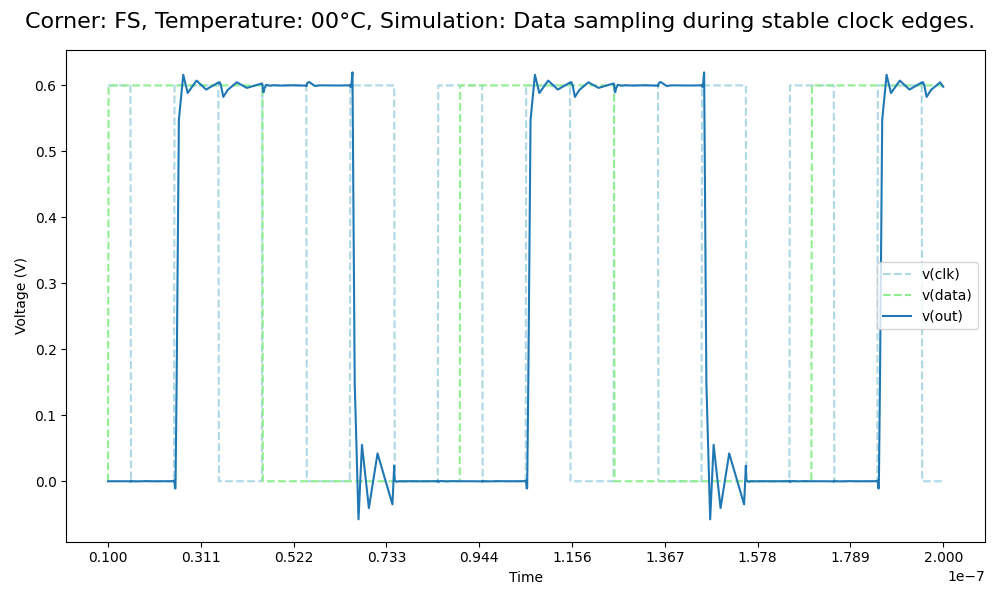 Corner: FS, Temperature: 00°C, Simulation: Data sampling during stable clock edges.
Voltage (V)
0.6
0.5
0.4
0.3
0.2
0.1
0.0
v(clk)
v(data)
v(out)
0.100 0.311 0.522 0.733 0.944 1.156 1.367 1.578 1.789 2.000
Time
1e−7